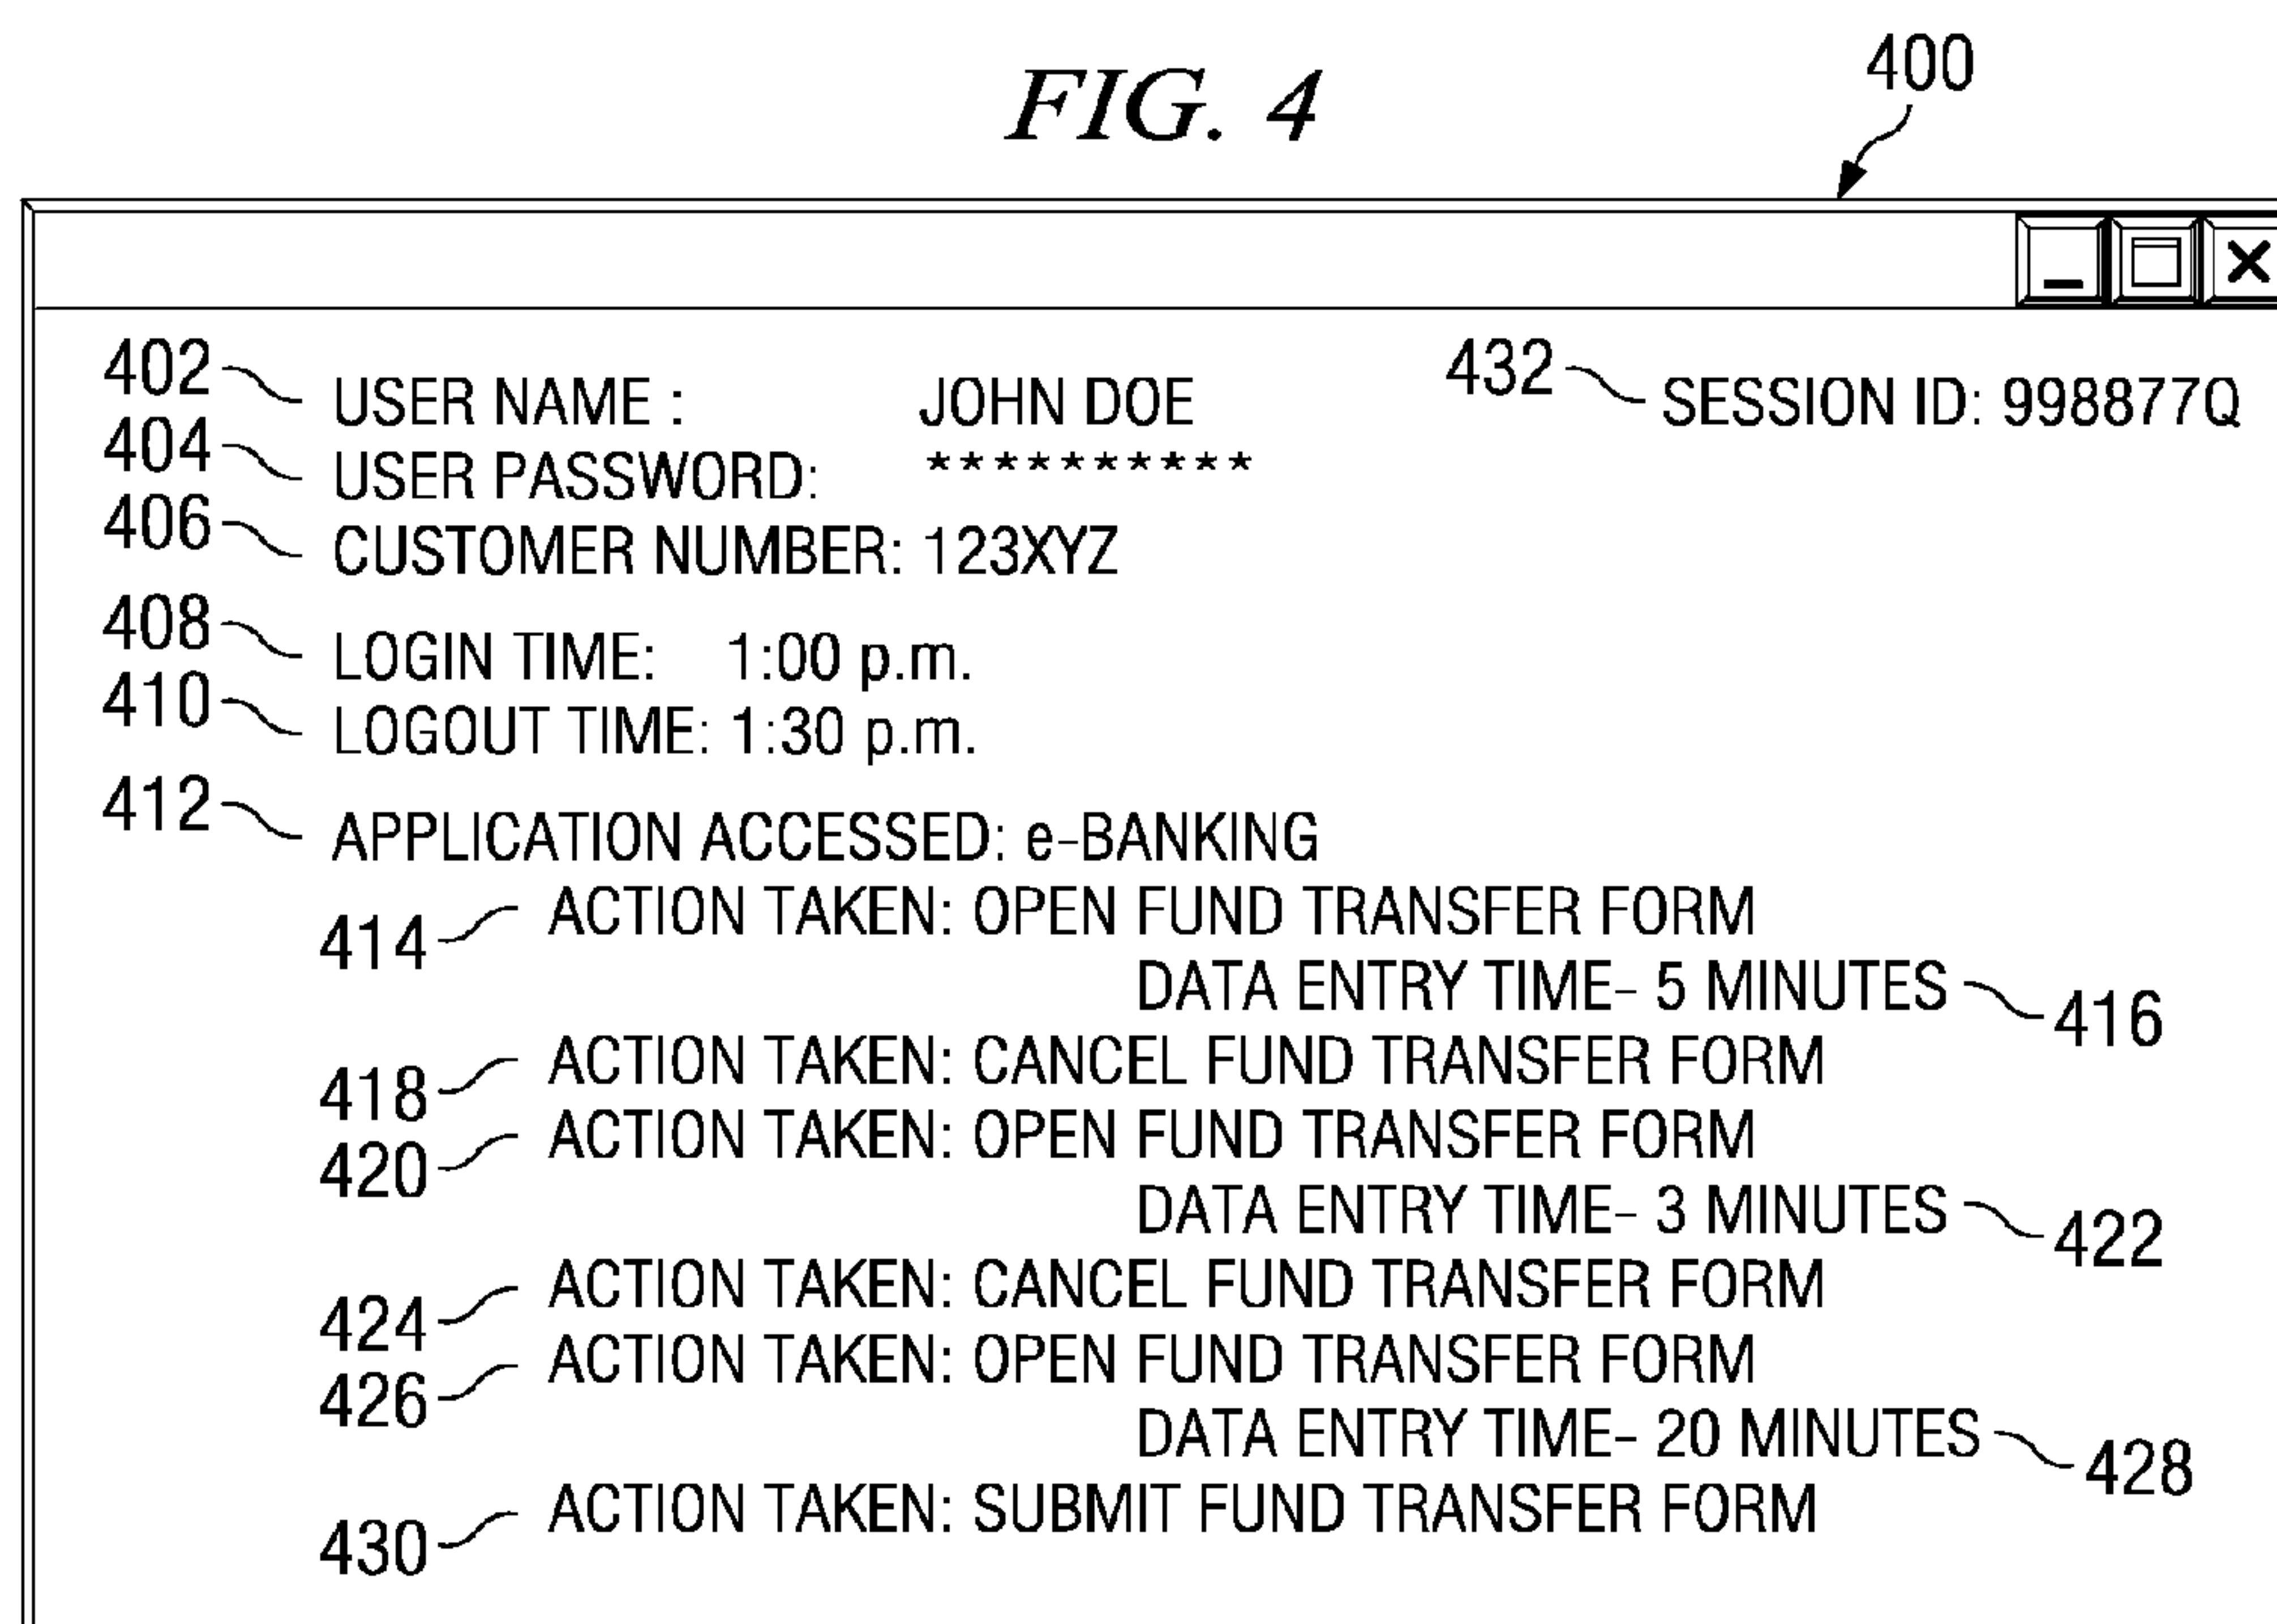 FIG. 4
400
402 USER NAME : JOHN DOE 432 SESSION ID: 998877Q
404 USER PASSWORD: **********
406 CUSTOMER NUMBER: 123XYZ
408 LOGIN TIME: 1:00 p.m.
410 LOGOUT TIME: 1:30 p.m.
412 APPLICATION ACCESSED: e-BANKING
414 ACTION TAKEN: OPEN FUND TRANSFER FORM
DATA ENTRY TIME- 5 MINUTES 416
418 ACTION TAKEN: CANCEL FUND TRANSFER FORM
420 ACTION TAKEN: OPEN FUND TRANSFER FORM
DATA ENTRY TIME- 3 MINUTES 422
424 ACTION TAKEN: CANCEL FUND TRANSFER FORM
426 ACTION TAKEN: OPEN FUND TRANSFER FORM
DATA ENTRY TIME- 20 MINUTES 428
430 ACTION TAKEN: SUBMIT FUND TRANSFER FORM